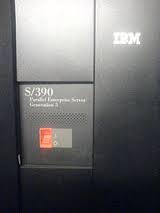 IBM
S/390
Parallel Enterprise Server
Generation 3